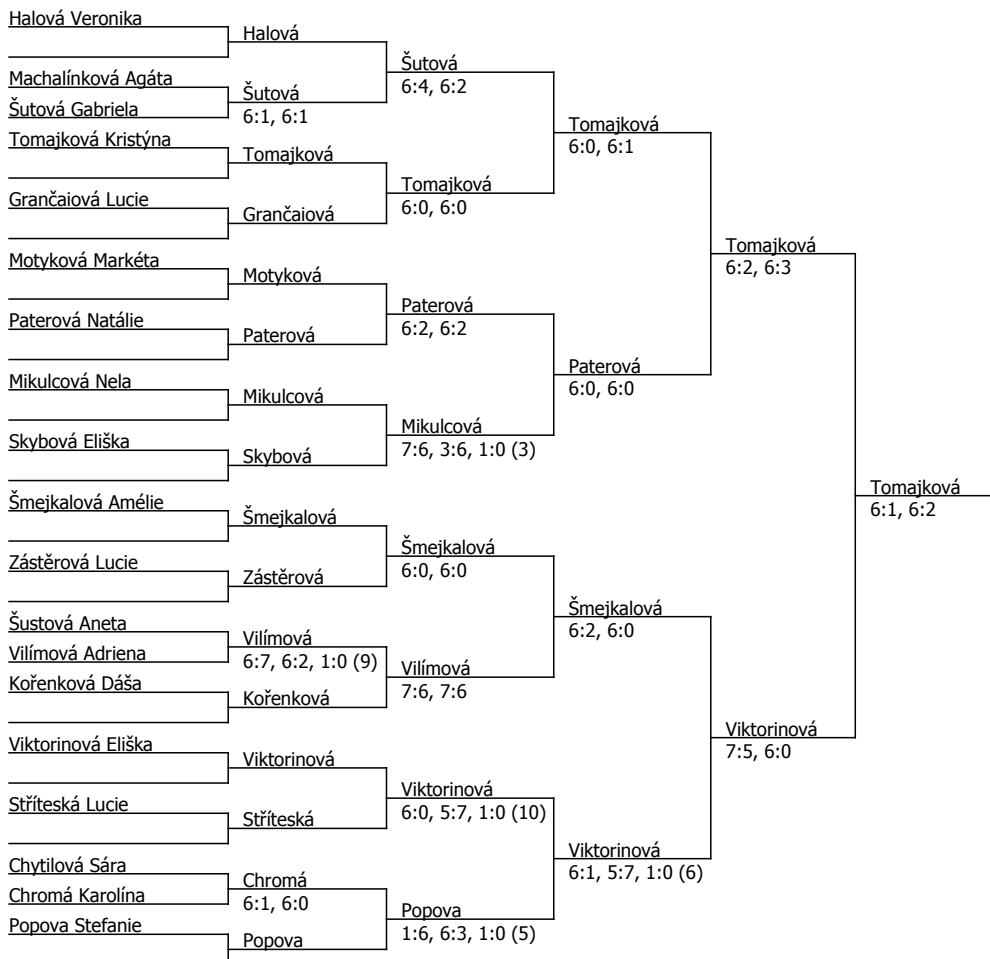 Halová Veronika
Halová
Šutová
6:4, 6:2
Machalínková Agáta
Šutová Gabriela
Šutová
6:1, 6:1
Tomajková
6:0, 6:1
Tomajková Kristýna
Tomajková
Tomajková
6:0, 6:0
Grančaiová Lucie
Grančaiová
Tomajková
6:2, 6:3
Motyková Markéta
Motyková
Paterová
6:2, 6:2
Paterová Natálie
Paterová
Paterová
6:0, 6:0
Mikulcová Nela
Mikulcová
Mikulcová
7:6, 3:6, 1:0 (3)
Skybová Eliška
Skybová
Tomajková
6:1, 6:2
Šmejkalová Amélie
Šmejkalová
Šmejkalová
6:0, 6:0
Zástěrová Lucie
Zástěrová
Šmejkalová
6:2, 6:0
Šustová Aneta
Vilímová Adriena
Vilímová
6:7, 6:2, 1:0 (9)
Vilímová
7:6, 7:6
Kořenková Dáša
Kořenková
Viktorinová
7:5, 6:0
Viktorinová Eliška
Viktorinová
Viktorinová
6:0, 5:7, 1:0 (10)
Stříteská Lucie
Stříteská
Viktorinová
6:1, 5:7, 1:0 (6)
Chytilová Sára
Chromá Karolína
Chromá
6:1, 6:0
Popova
1:6, 6:3, 1:0 (5)
Popova Stefanie
Popova